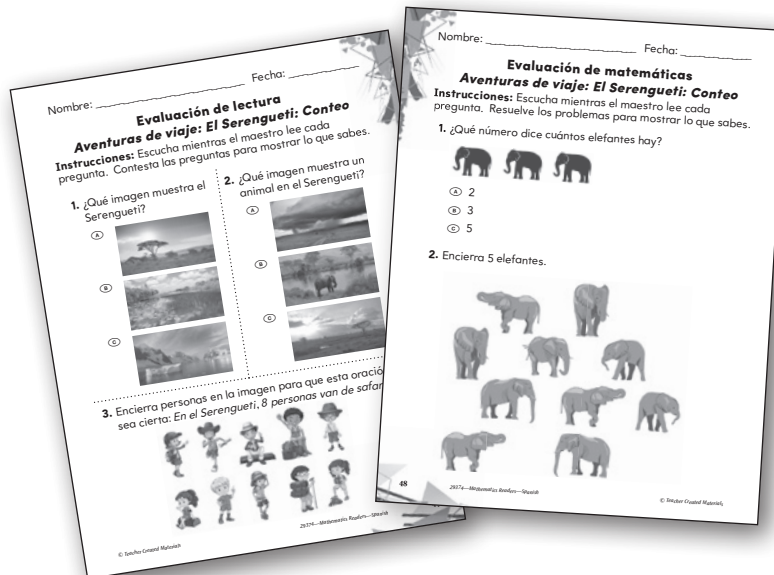 Nombre: Fecha:
Evaluación de lectura
Aventuras de viaje: El Serengueti: Conteo
Instrucciones: Escucha mientras el maestro lee cada
pregunta. Contesta las preguntas para mostrar lo que sabes.
1. ¿Qué imagen muestra el
Serengueti?
A
B
C
2. ¿Qué imagen muestra un
animal en el Serengueti?
A
B
C
3. Encierra personas en la imagen para que esta
sea cierta: En el Serengueti, 8 personas van de
© Teacher Created Materials
29374—Mathematics Readers—Spanish
Nombre: Fecha:
Evaluación de matemáticas
Aventuras de viaje: El Serengueti: Conteo
Instrucciones: Escucha mientras el maestro lee cada
pregunta. Resuelve los problemas para mostrar lo que sabes.
1. ¿Qué número dice cuántos elefantes hay?
A 2
B 3
C 5
2. Encierra 5 elefantes.
48
29374—Mathematics Readers—Spanish
© Teacher Created Materials